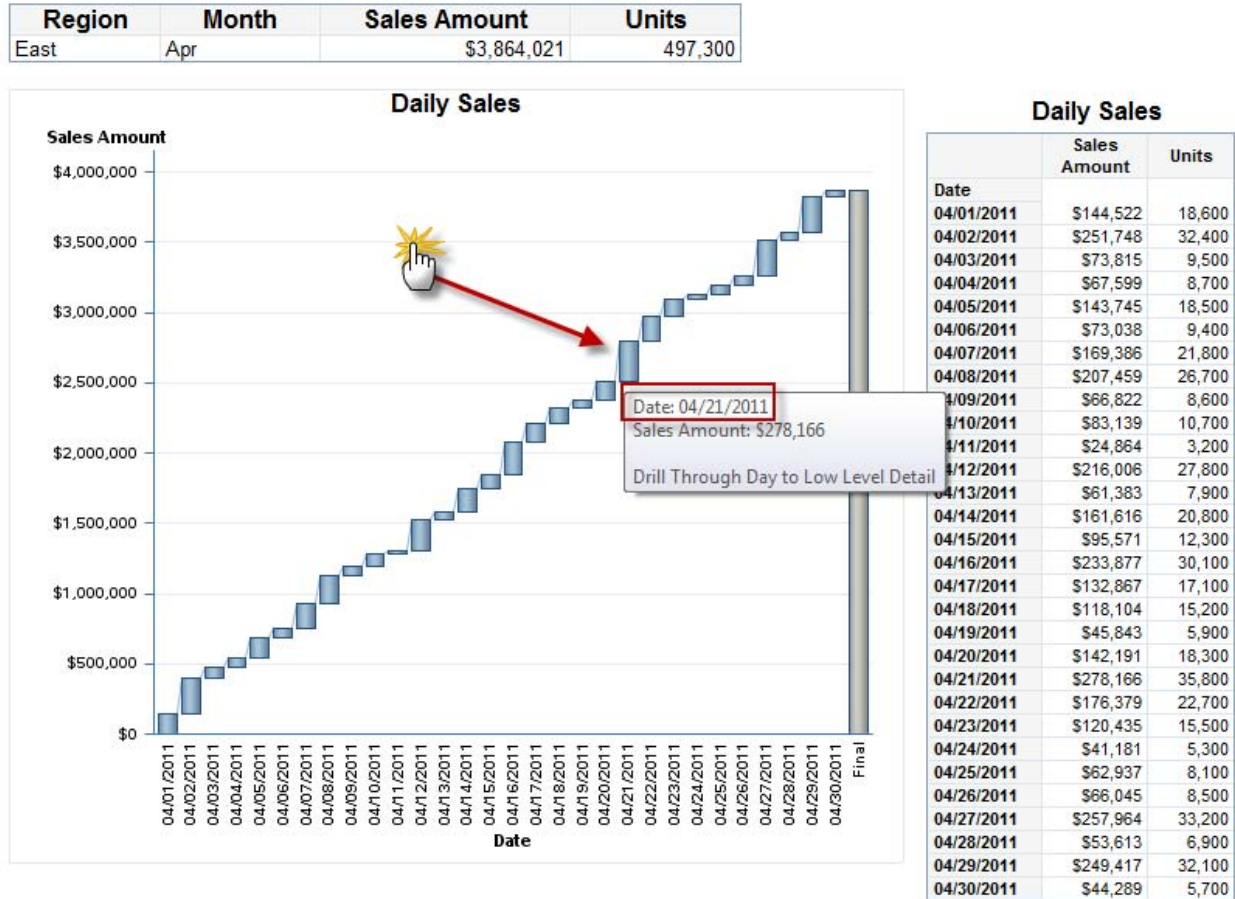 Region Month Sales Amount Units
East Apr $3,864,021 497,300
Daily Sales
Sales Amount
$4,000,000
$3,500,000
$3,000,000
$2,500,000
$2,000,000
$1,500,000
$1,000,000
$500,000
$0
Date: 04/21/2011
Sales Amount: $278,166
Drill Through Day to Low Level Detail
04/01/2011
04/02/2011
04/03/2011
04/04/2011
04/05/2011
04/06/2011
04/07/2011
04/08/2011
04/09/2011
04/10/2011
04/11/2011
04/12/2011
04/13/2011
04/14/2011
04/15/2011
04/16/2011
04/17/2011
04/18/2011
04/19/2011
04/20/2011
04/21/2011
04/22/2011
04/23/2011
04/24/2011
04/25/2011
04/26/2011
04/27/2011
04/28/2011
04/29/2011
04/30/2011
Final
Date
Daily Sales
Sales Amount Units
Date
04/01/2011 $144,522 18,600
04/02/2011 $251,748 32,400
04/03/2011 $73,815 9,500
04/04/2011 $67,599 8,700
04/05/2011 $143,745 18,500
04/06/2011 $73,038 9,400
04/07/2011 $169,386 21,800
04/08/2011 $207,459 26,700
4/09/2011 $66,822 8,600
4/10/2011 $83,139 10,700
4/11/2011 $24,864 3,200
4/12/2011 $216,006 27,800
04/13/2011 $61,383 7,900
04/14/2011 $161,616 20,800
04/15/2011 $95,571 12,300
04/16/2011 $233,877 30,100
04/17/2011 $132,867 17,100
04/18/2011 $118,104 15,200
04/19/2011 $45,843 5,900
04/20/2011 $142,191 18,300
04/21/2011 $278,166 35,800
04/22/2011 $176,379 22,700
04/23/2011 $120,435 15,500
04/24/2011 $41,181 5,300
04/25/2011 $62,937 8,100
04/26/2011 $66,045 8,500
04/27/2011 $257,964 33,200
04/28/2011 $53,613 6,900
04/29/2011 $249,417 32,100
04/30/2011 $44,289 5,700